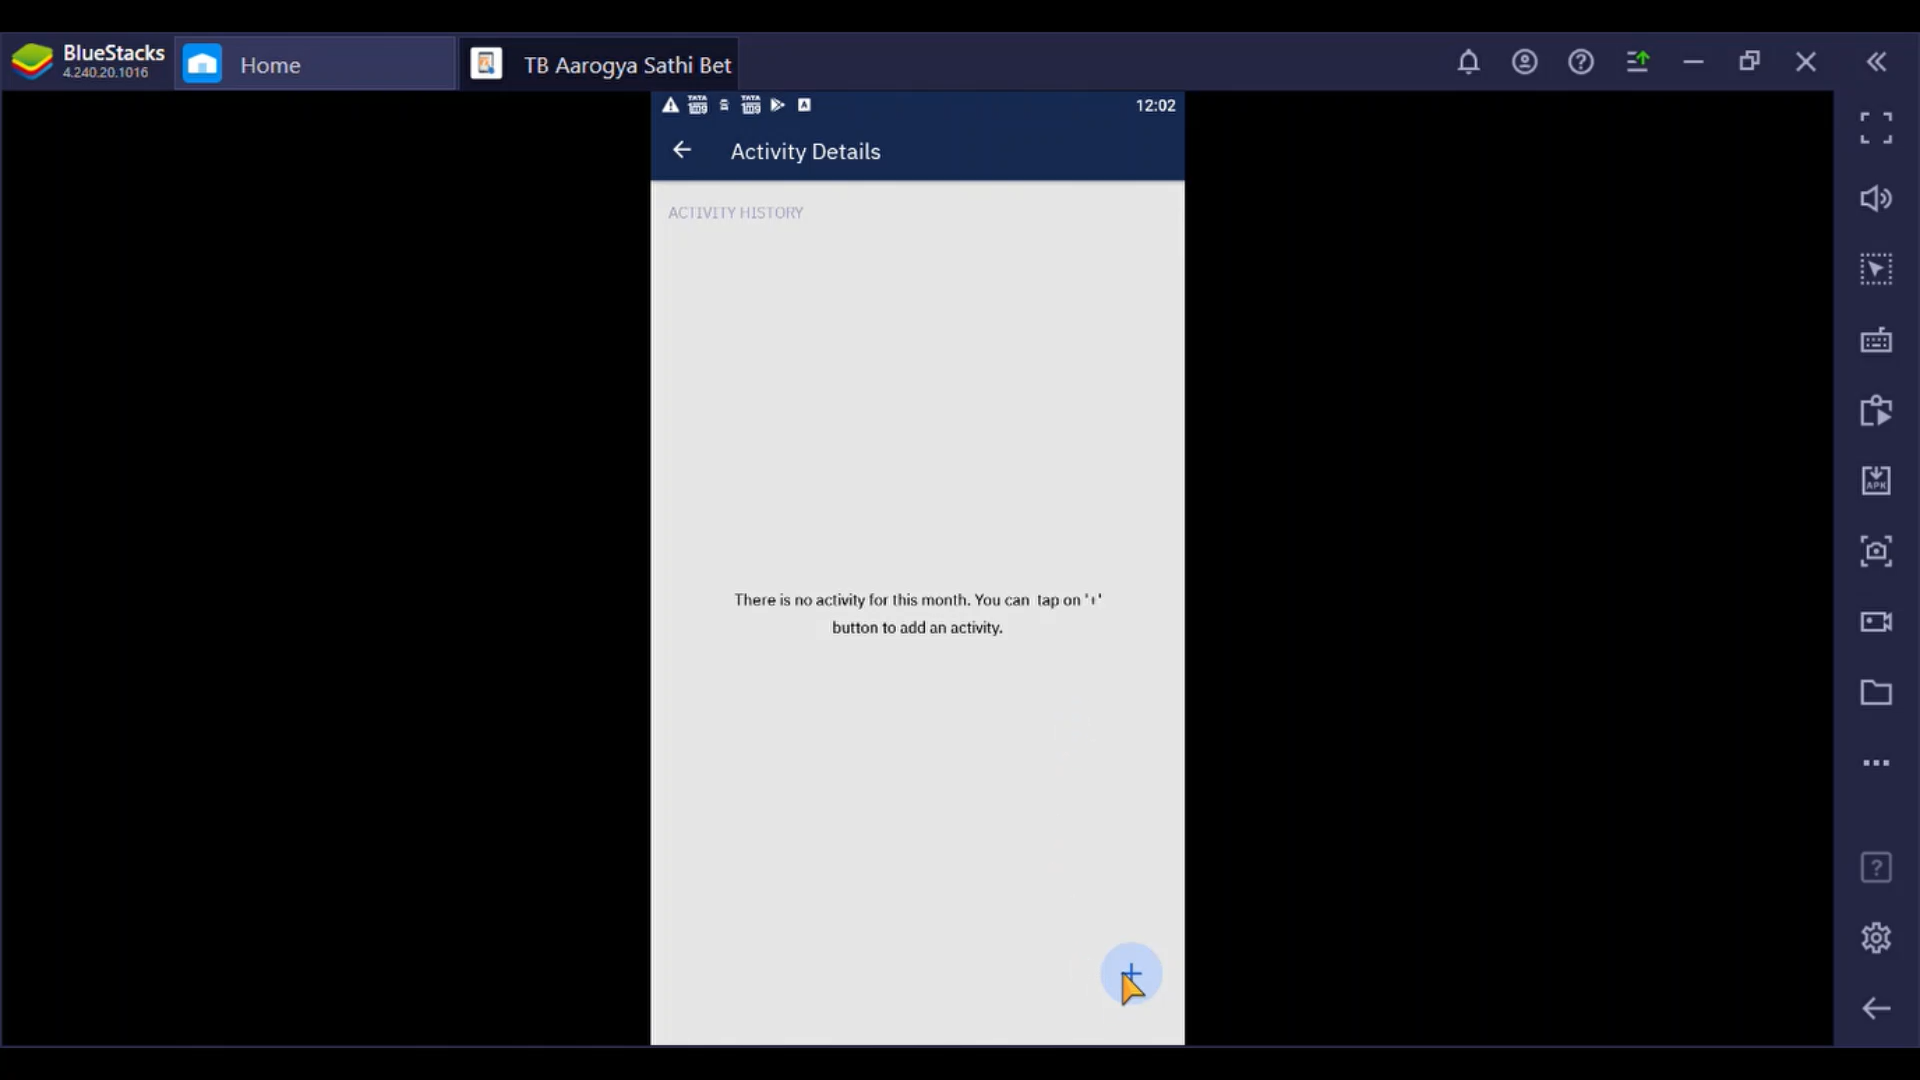 BlueStacks
4.240.20.1016
Home
TB Aarogya Sathi Bet
12:02
Activity Details
ACTIVITY HISTORY
There is no activity for this month. You can tap on '+'
button to add an activity.
APK